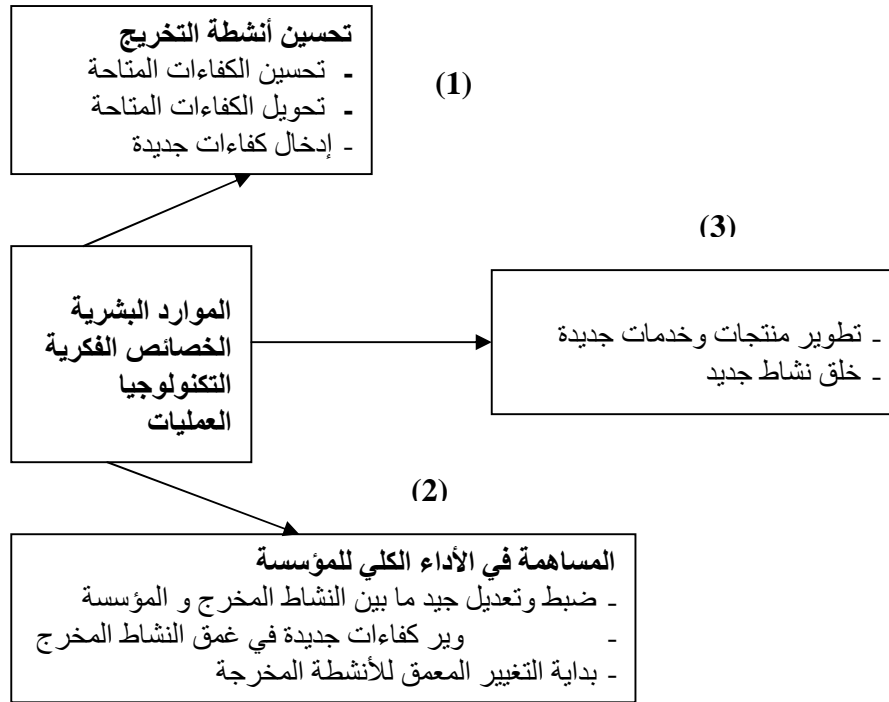 تحسين أنشطة التخريج
- تحسين الكفاءات المتاحة
- تحويل الكفاءات المتاحة
- إدخال كفاءات جديدة
(1)
(3)
الموارد البشرية
الخصائص الفكرية
التكنولوجيا
العمليات
- تطوير منتجات وخدمات جديدة
- خلق نشاط جديد
(2)
المساهمة في الأداء الكلي للمؤسسة
- ضبط وتعديل جيد ما بين النشاط المخرج و المؤسسة
- وير كفاءات جديدة في غمق النشاط المخرج
- بداية التغيير المعمق للأنشطة المخرجة